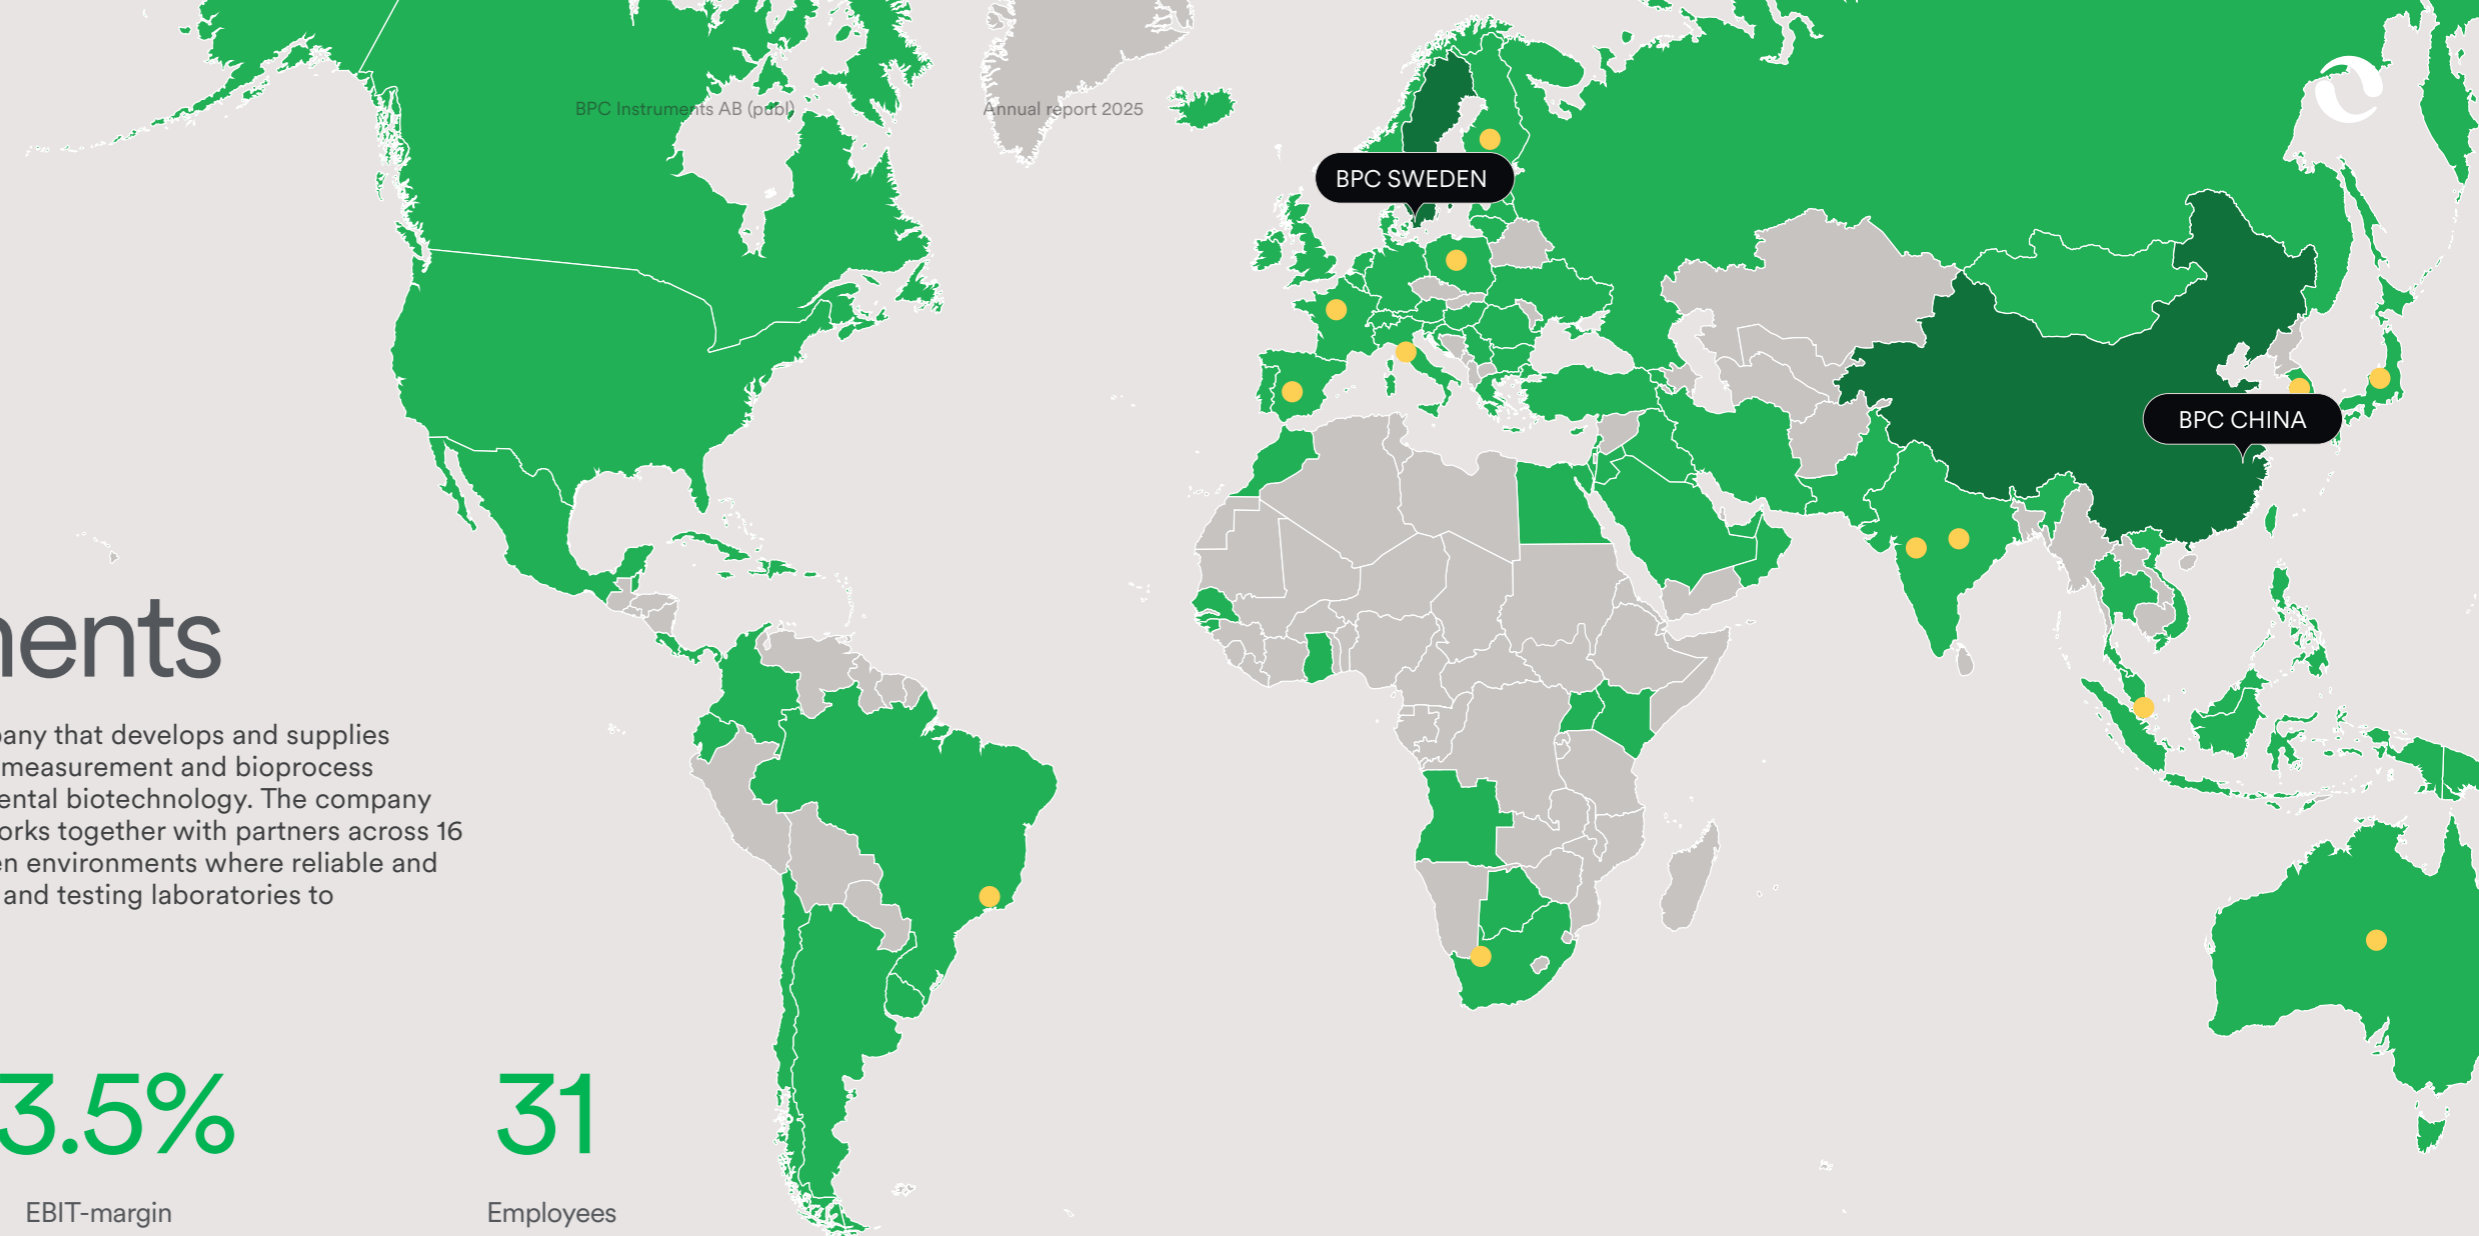 BPC Instruments AB (publ)
Annual report 2025
BPC SWEDEN
BPC CHINA
ments
pany that develops and supplies
measurement and bioprocess
ental biotechnology. The company
orks together with partners across 16
en environments where reliable and
and testing laboratories to
3.5%
31
EBIT-margin
Employees